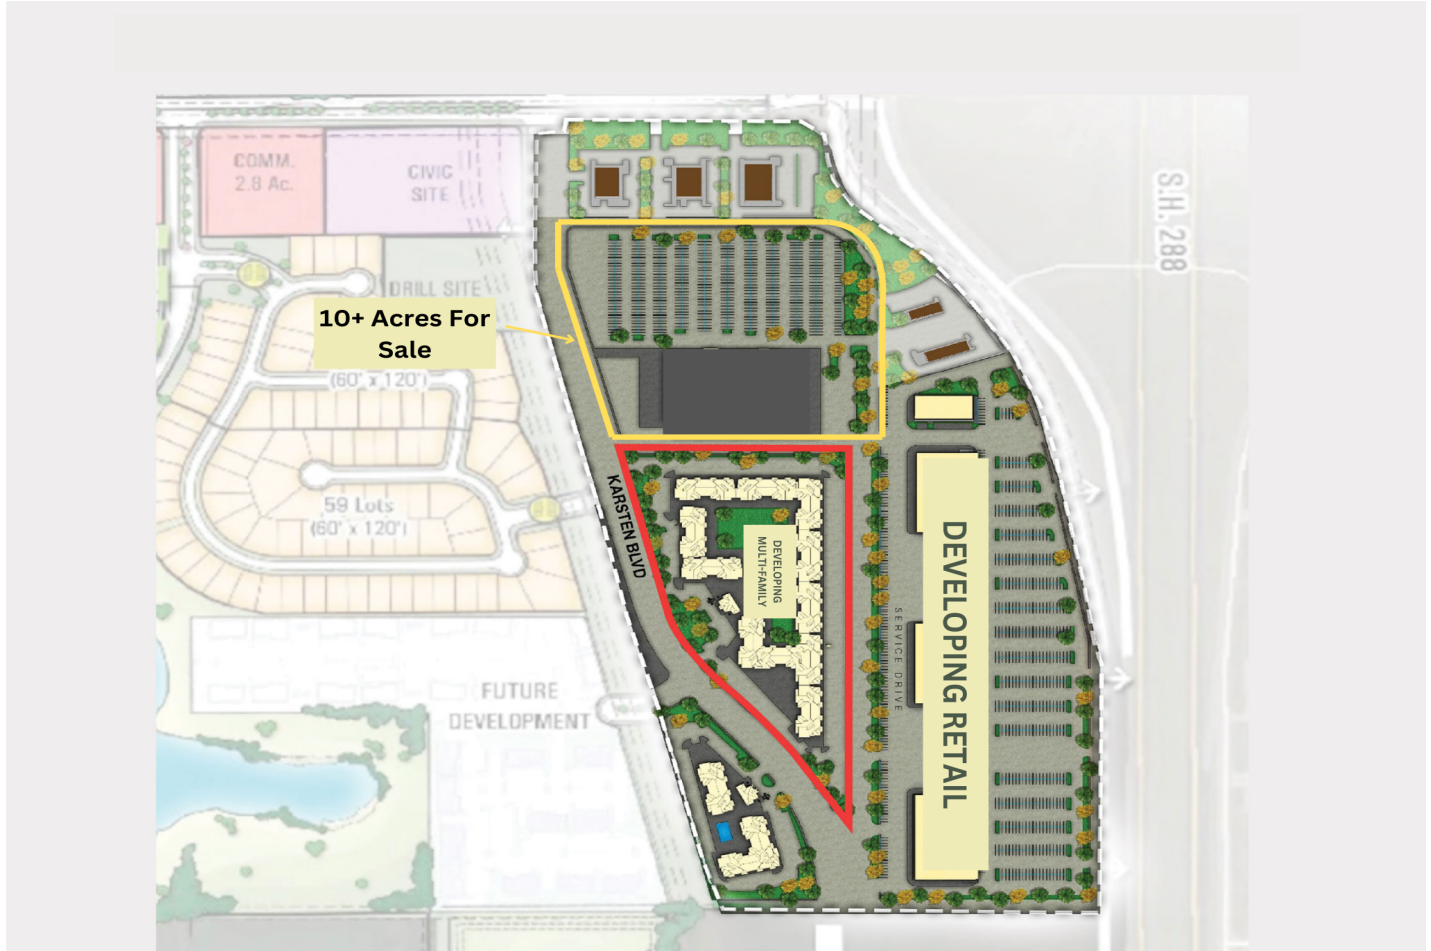 COMM.
2.8 Ac.
CIVIC
SITE
S.H. 288
DRILL SITE
10+ Acres For
Sale
(60' x 120')
59 Lots
(60' x 120')
KARSTEN BLVD
DEVELOPING
MULTI-FAMILY
SERVICE DRIVE
DEVELOPING RETAIL
FUTURE
DEVELOPMENT